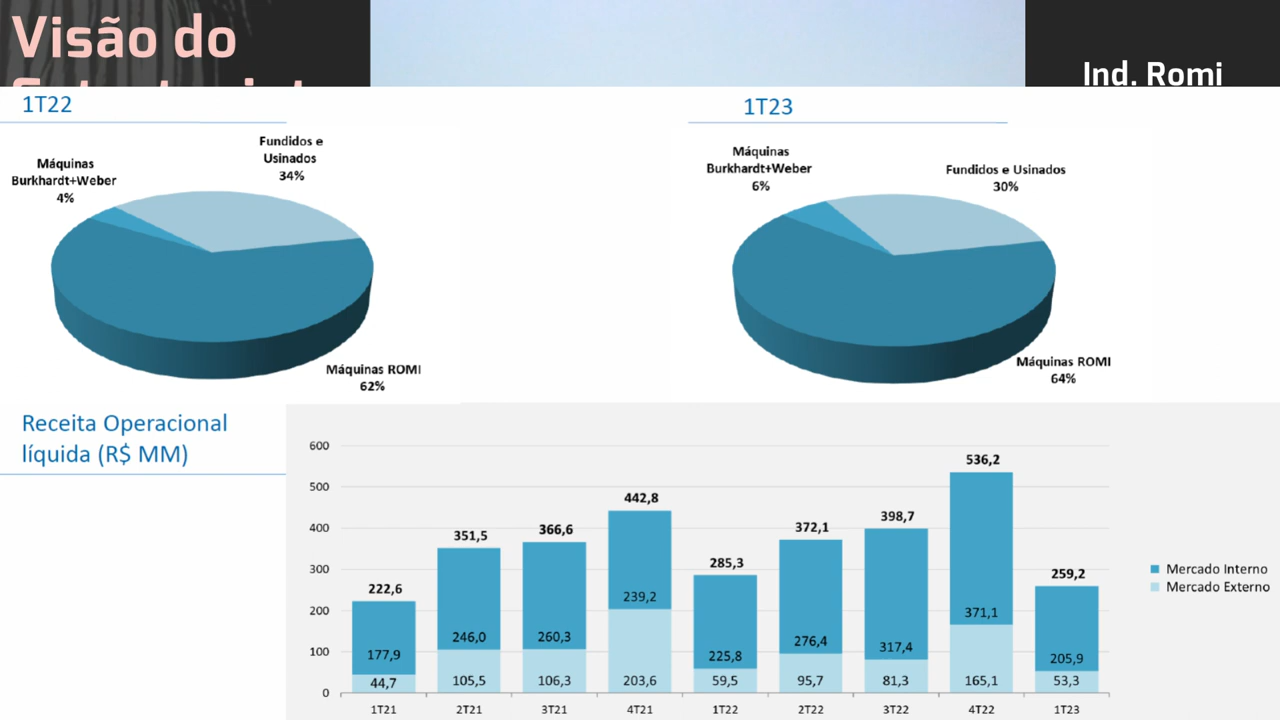 Visão do
Ind. Romi
1T22
1T23
Máquinas
Burkhardt+Weber
4%
Fundidos e
Usinados
34%
Máquinas ROMI
62%
Máquinas
Burkhardt+Weber
6%
Fundidos e Usinados
30%
Máquinas ROMI
64%
Receita Operacional
líquida (R$ MM)
600
500
400
300
200
100
0
222,6
351,5
366,6
442,8
285,3
372,1
398,7
536,2
259,2
177,9
246,0
260,3
239,2
225,8
276,4
317,4
371,1
205,9
44,7
105,5
106,3
203,6
59,5
95,7
81,3
165,1
53,3
1T21
2T21
3T21
4T21
1T22
2T22
3T22
4T22
1T23
Mercado Interno
Mercado Externo